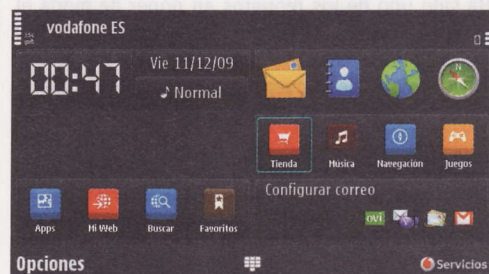 vodafone ES
00:47
Vie 11/12/09
Normal
Tienda
Música
Navegación
Juegos
Apps
Mi Web
Buscar
Favoritos
Configurar correo
ovi
Opciones
Servicios